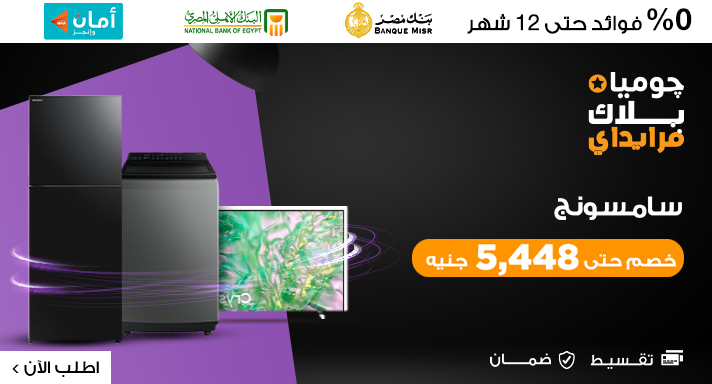 %0 فوائد حتى 12 شهر
بنك مصر
BANQUE MISR
البنك الأهلي المصري
NATIONAL BANK OF EGYPT
أمان
جوميا
بلاك
فرايداي
سامسونج
خصم حتى 5,448 جنيه
تقسيط
ضمان
اطلب الآن >